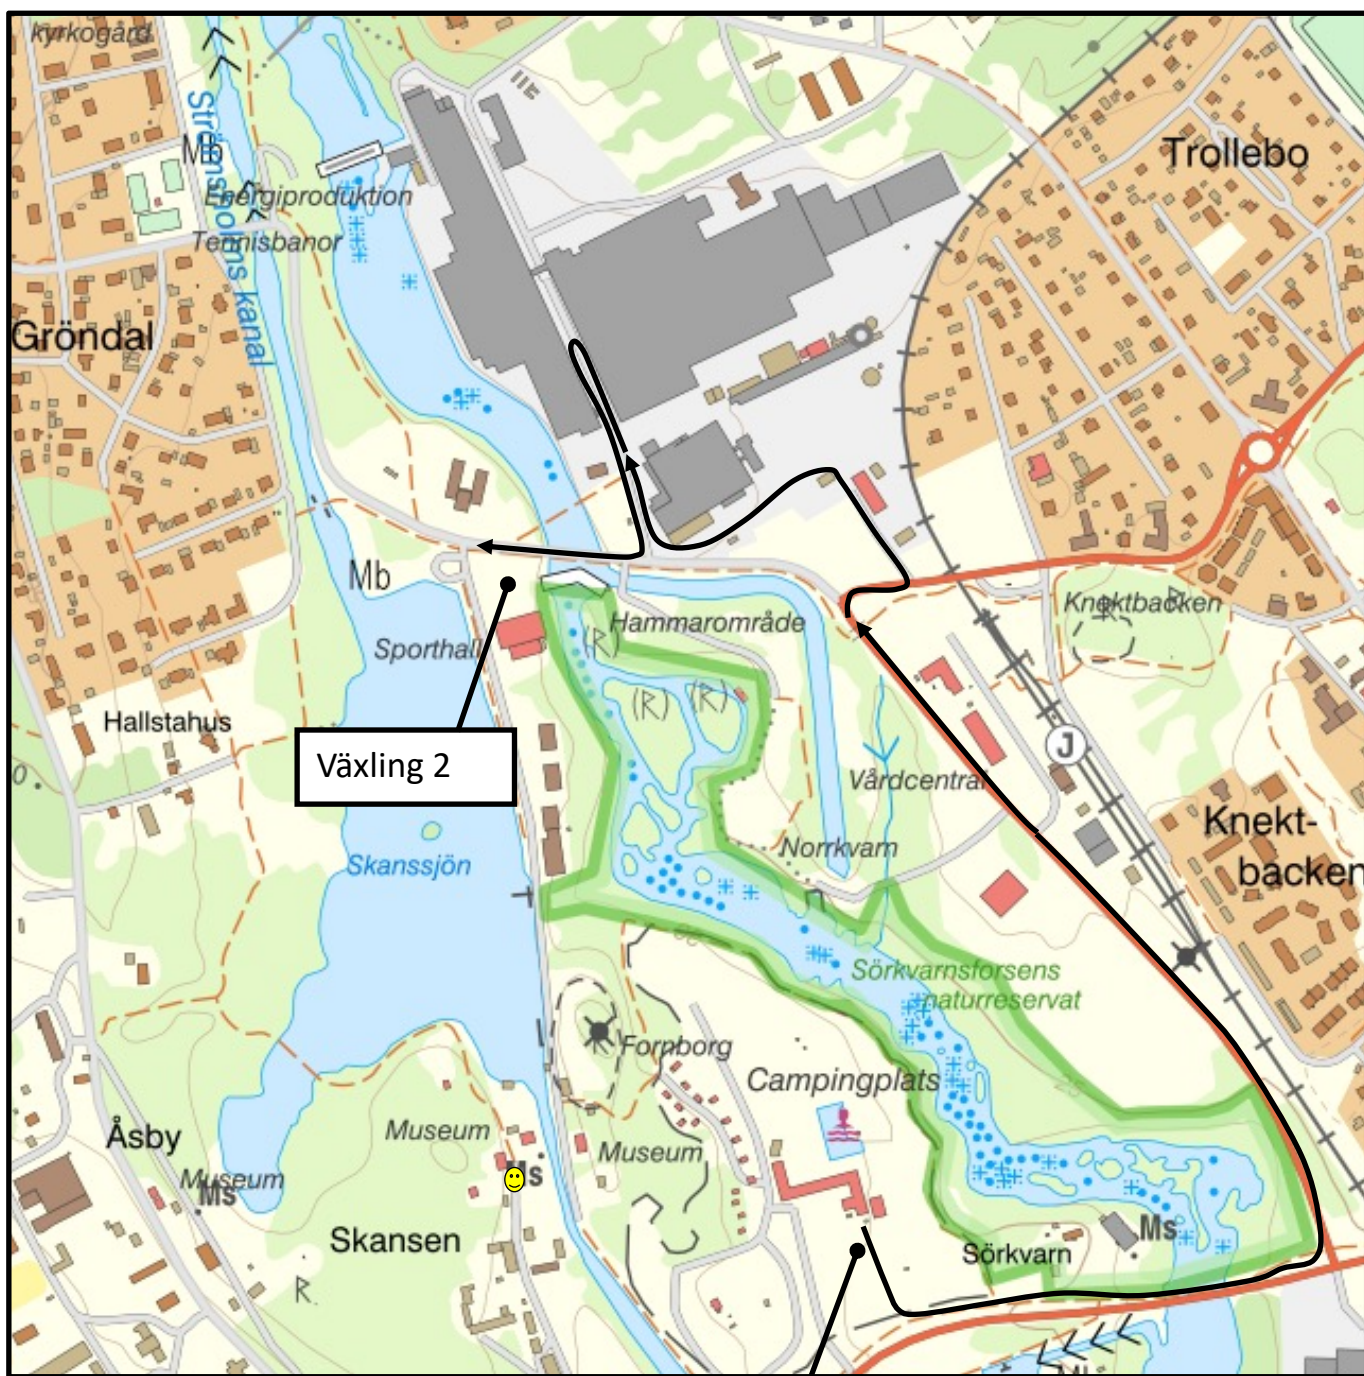 kyrkogård
Strömsholms kanal
Mb
Energiproduktion
Tennisbanor
Trollebo
Gröndal
Mb
Hammarområde
Knektbacken
R
R
Sporthall
(R)
(R)
(R)
Hallstahus
J
Växling 2
Vårdcentral
Knekt-
backen
Norrkvarn
Skanssjön
Sörkvarnsforsens
naturreservat
Fornborg
R
Campingplats
Åsby
Museum
Museum
Museum
Ms
Ms
Skansen
Sörkvarn
Ms
R